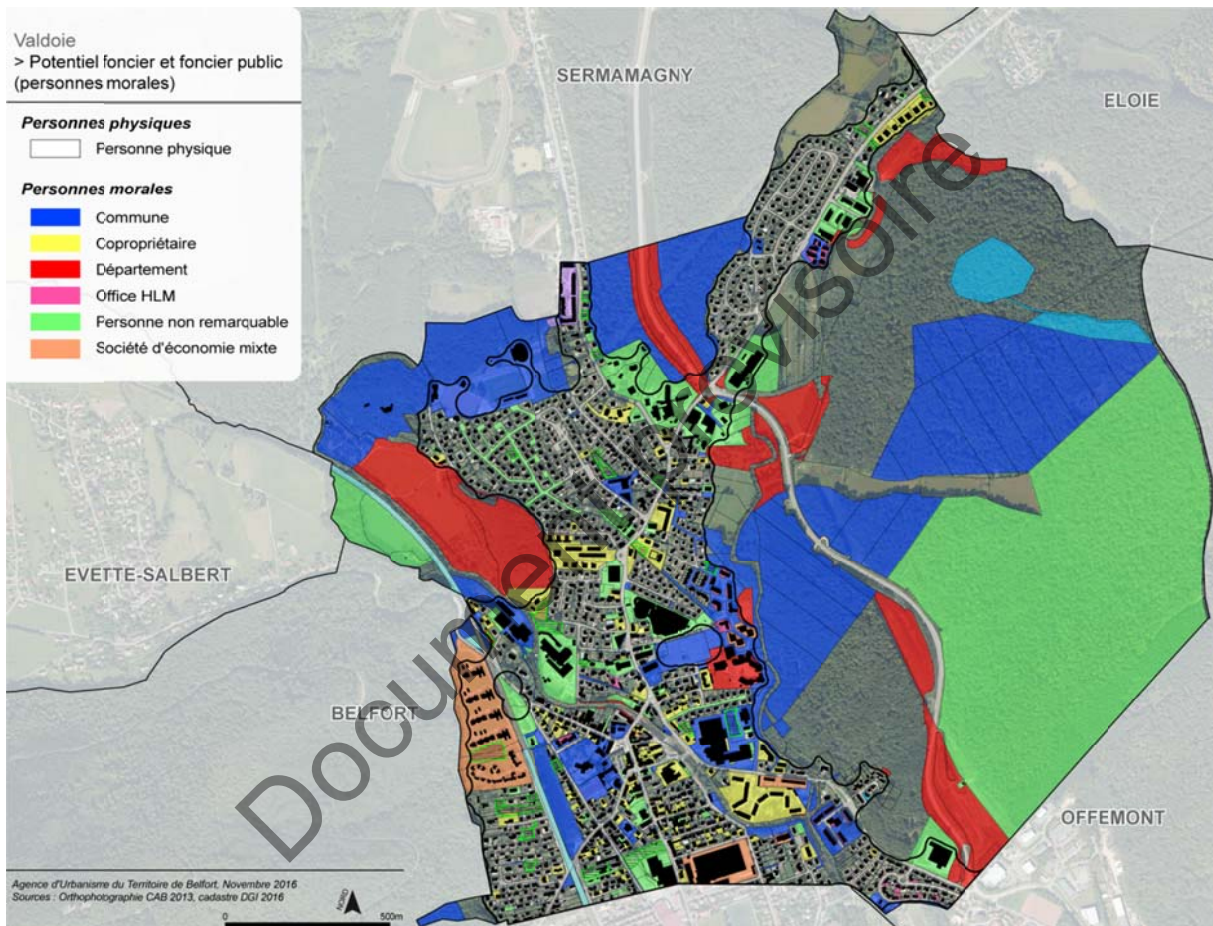 Valdoie
> Potentiel foncier et foncier public
(personnes morales)
Personnes physiques
Personne physique
Personnes morales
Commune
Copropriétaire
Département
Office HLM
Personne non remarquable
Société d'économie mixte
SERMAMAGNY
ELOIE
EVETTE-SALBERT
BELFORT
OFFEMONT
Document provisoire
Agence d'Urbanisme du Territoire de Belfort, Novembre 2016
Sources : Orthophotographie CAB 2013, cadastre DGI 2016
NORD
0 500m